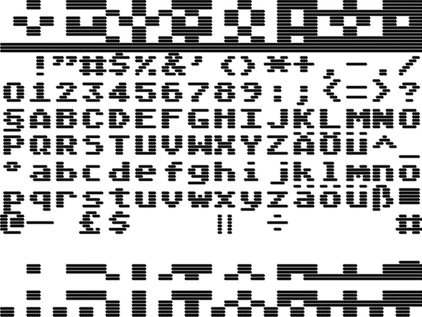 !"#$%&'()*+,-./
0123456789:;<=>?
§ABCDEFGHIJKLMNO
PQRSTUVWXYZÄÖÜ^_
°abcdefghijklmno
pqrstuvwxyzäöüß■
@— £$ ‖ ÷ #